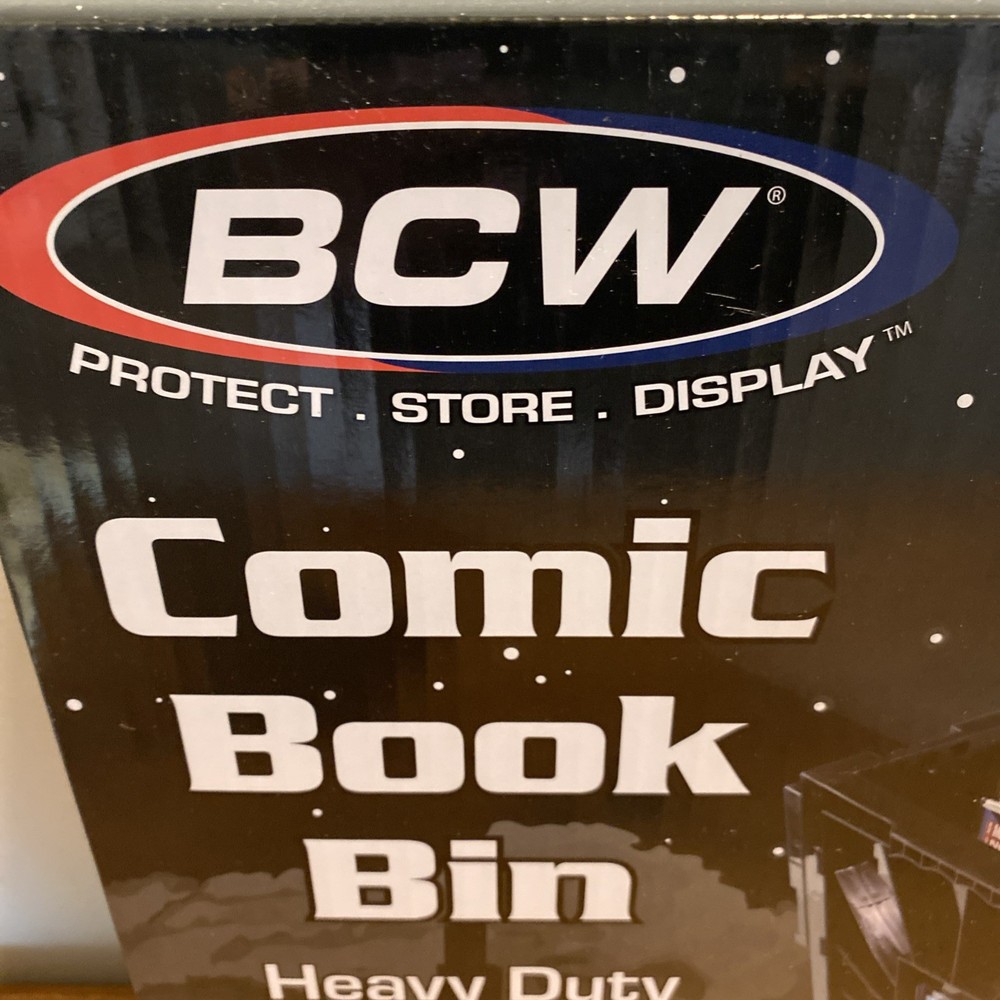 BCW®
PROTECT . STORE . DISPLAY™
Comic
Book
Bin
Heavy Duty